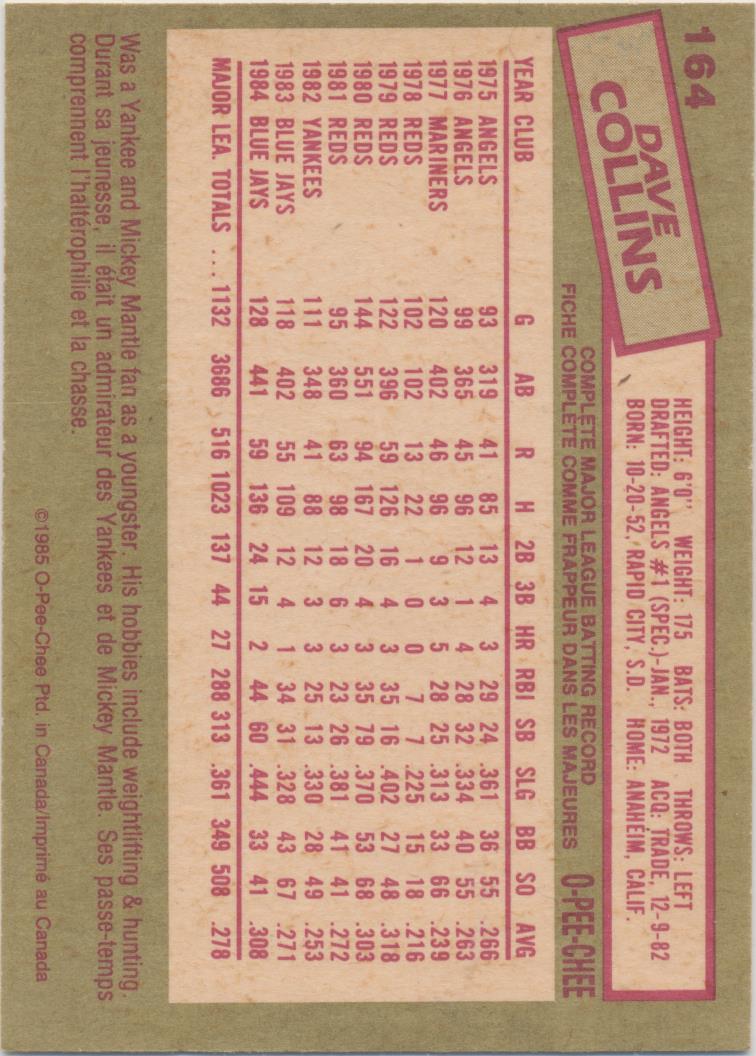 164
DAVE
COLLINS
HEIGHT: 6'0" WEIGHT: 175 BATS: BOTH THROWS: LEFT
DRAFTED: ANGELS #1 (SPEC.)-JAN., 1972 ACQ: TRADE, 12-9-82
BORN: 10-20-52, RAPID CITY, S.D. HOME: ANAHEIM, CALIF.
COMPLETE MAJOR LEAGUE BATTING RECORD
FICHE COMPLÈTE COMME FRAPPEUR DANS LES MAJEURES O-PEE-CHEE
YEAR CLUB G AB R H 2B 3B HR RBI SB SLG BB SO AVG
1975 ANGELS 93 319 41 85 13 4 3 29 24 .361 36 55 .266
1976 ANGELS 99 365 45 96 12 1 4 28 32 .334 40 55 .263
1977 MARINERS 120 402 46 96 9 3 5 28 25 .313 33 66 .239
1978 REDS 102 102 13 22 1 0 0 7 7 .225 15 18 .216
1979 REDS 122 396 59 126 16 4 3 35 16 .402 27 48 .318
1980 REDS 144 551 94 167 20 4 3 35 79 .370 53 68 .303
1981 REDS 95 360 63 98 18 6 3 23 26 .381 41 41 .272
1982 YANKEES 111 348 41 88 12 3 3 25 13 .330 28 49 .253
1983 BLUE JAYS 118 402 55 109 12 4 1 34 31 .328 43 67 .271
1984 BLUE JAYS 128 441 59 136 24 15 2 44 60 .444 33 41 .308
MAJOR LEA. TOTALS ... 1132 3686 516 1023 137 44 27 288 313 .361 349 508 .278
Was a Yankee and Mickey Mantle fan as a youngster. His hobbies include weightlifting & hunting.
Durant sa jeunesse, il était un admirateur des Yankees et de Mickey Mantle. Ses passe-temps
comprennent l'haltérophilie et la chasse.
©1985 O-Pee-Chee Ptd. in Canada/Imprimé au Canada